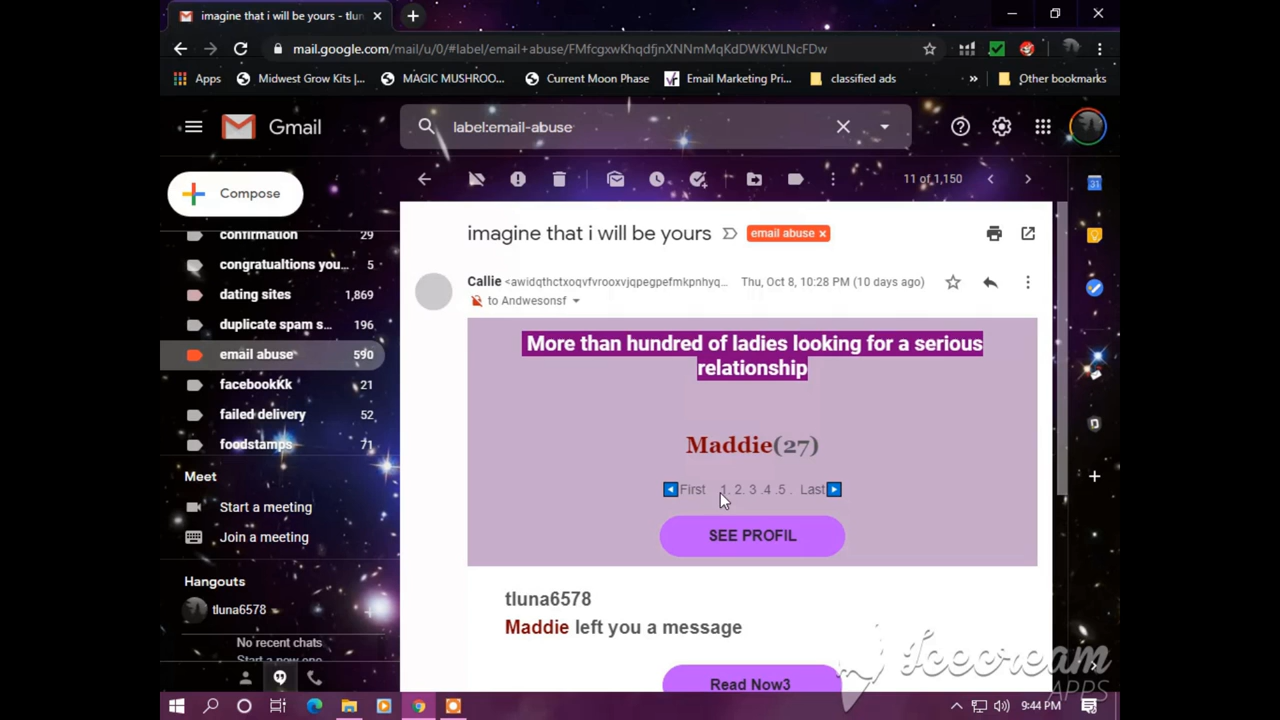 imagine that i will be yours - tlun
mail.google.com/mail/u/0/#label/email+abuse/FMfcgxwKhqdfjnXNNmMqKdDWKWLNcFDw
Apps Midwest Grow Kits |... MAGIC MUSHROO... Current Moon Phase Email Marketing Pri... classified ads » Other bookmarks
Gmail
label:email-abuse
Compose
11 of 1,150
confirmation 29
congratualtions you... 5
dating sites 1,869
duplicate spam s... 196
email abuse 590
facebookKk 21
failed delivery 52
foodstamps 71
Meet
Start a meeting
Join a meeting
Hangouts
tluna6578
No recent chats
Start a new one
imagine that i will be yours email abuse x
Callie <awidqthctxoqvfvrooxvjqpegpefmkpnhyq... Thu, Oct 8, 10:28 PM (10 days ago)
to Andwesonsf
More than hundred of ladies looking for a serious
relationship
Maddie(27)
First 1. 2. 3 .4 .5 . Last
SEE PROFIL
tluna6578
Maddie left you a message
Read Now3
Icecream
APPS
9:44 PM